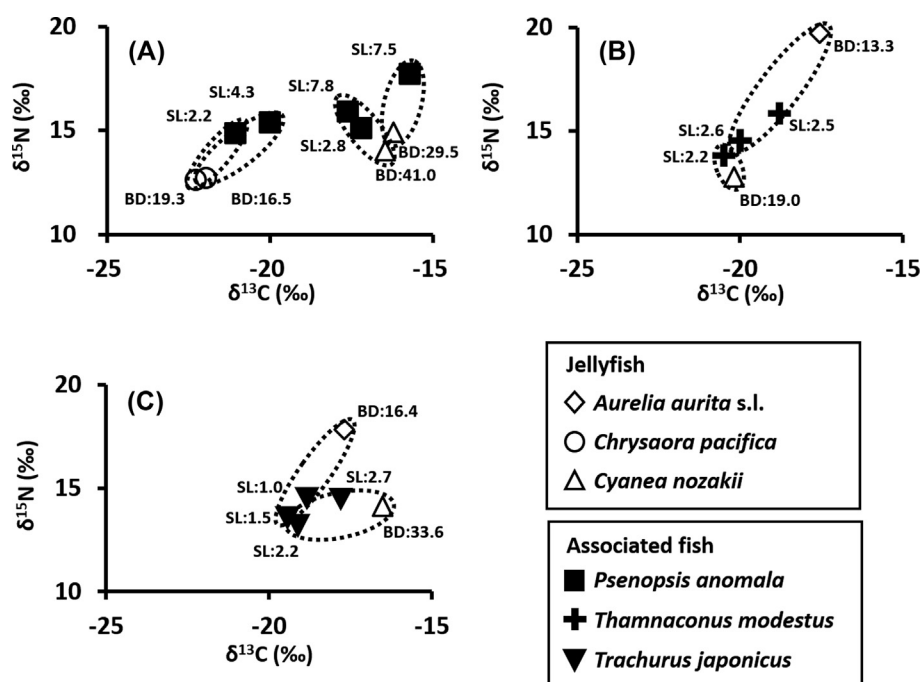 20
(A)
SL:7.5
SL:4.3
SL:7.8
SL:2.2
15
SL:2.8
BD:29.5
BD:41.0
BD:19.3
BD:16.5
10
-25
-20
-15
δ15N (‰)
δ13C (‰)
20
(B)
BD:13.3
15
SL:2.6
SL:2.5
SL:2.2
BD:19.0
10
-25
-20
-15
δ15N (‰)
δ13C (‰)
20
(C)
BD:16.4
SL:1.0
SL:2.7
15
SL:1.5
SL:2.2
BD:33.6
10
-25
-20
-15
δ15N (‰)
δ13C (‰)
Jellyfish
Aurelia aurita s.l.
Chrysaora pacifica
Cyanea nozakii
Associated fish
Psenopsis anomala
Thamnaconus modestus
Trachurus japonicus